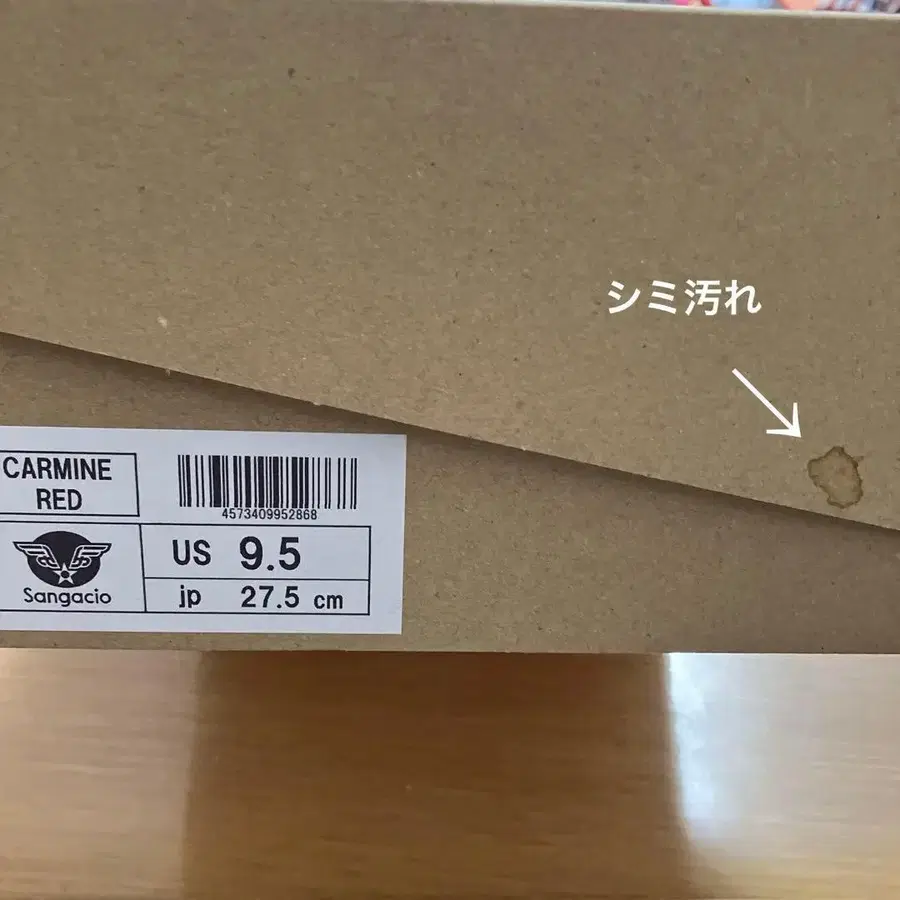 シミ汚れ
CARMINE
RED
4573409952868
US 9.5
Sangacio
jp 27.5 cm